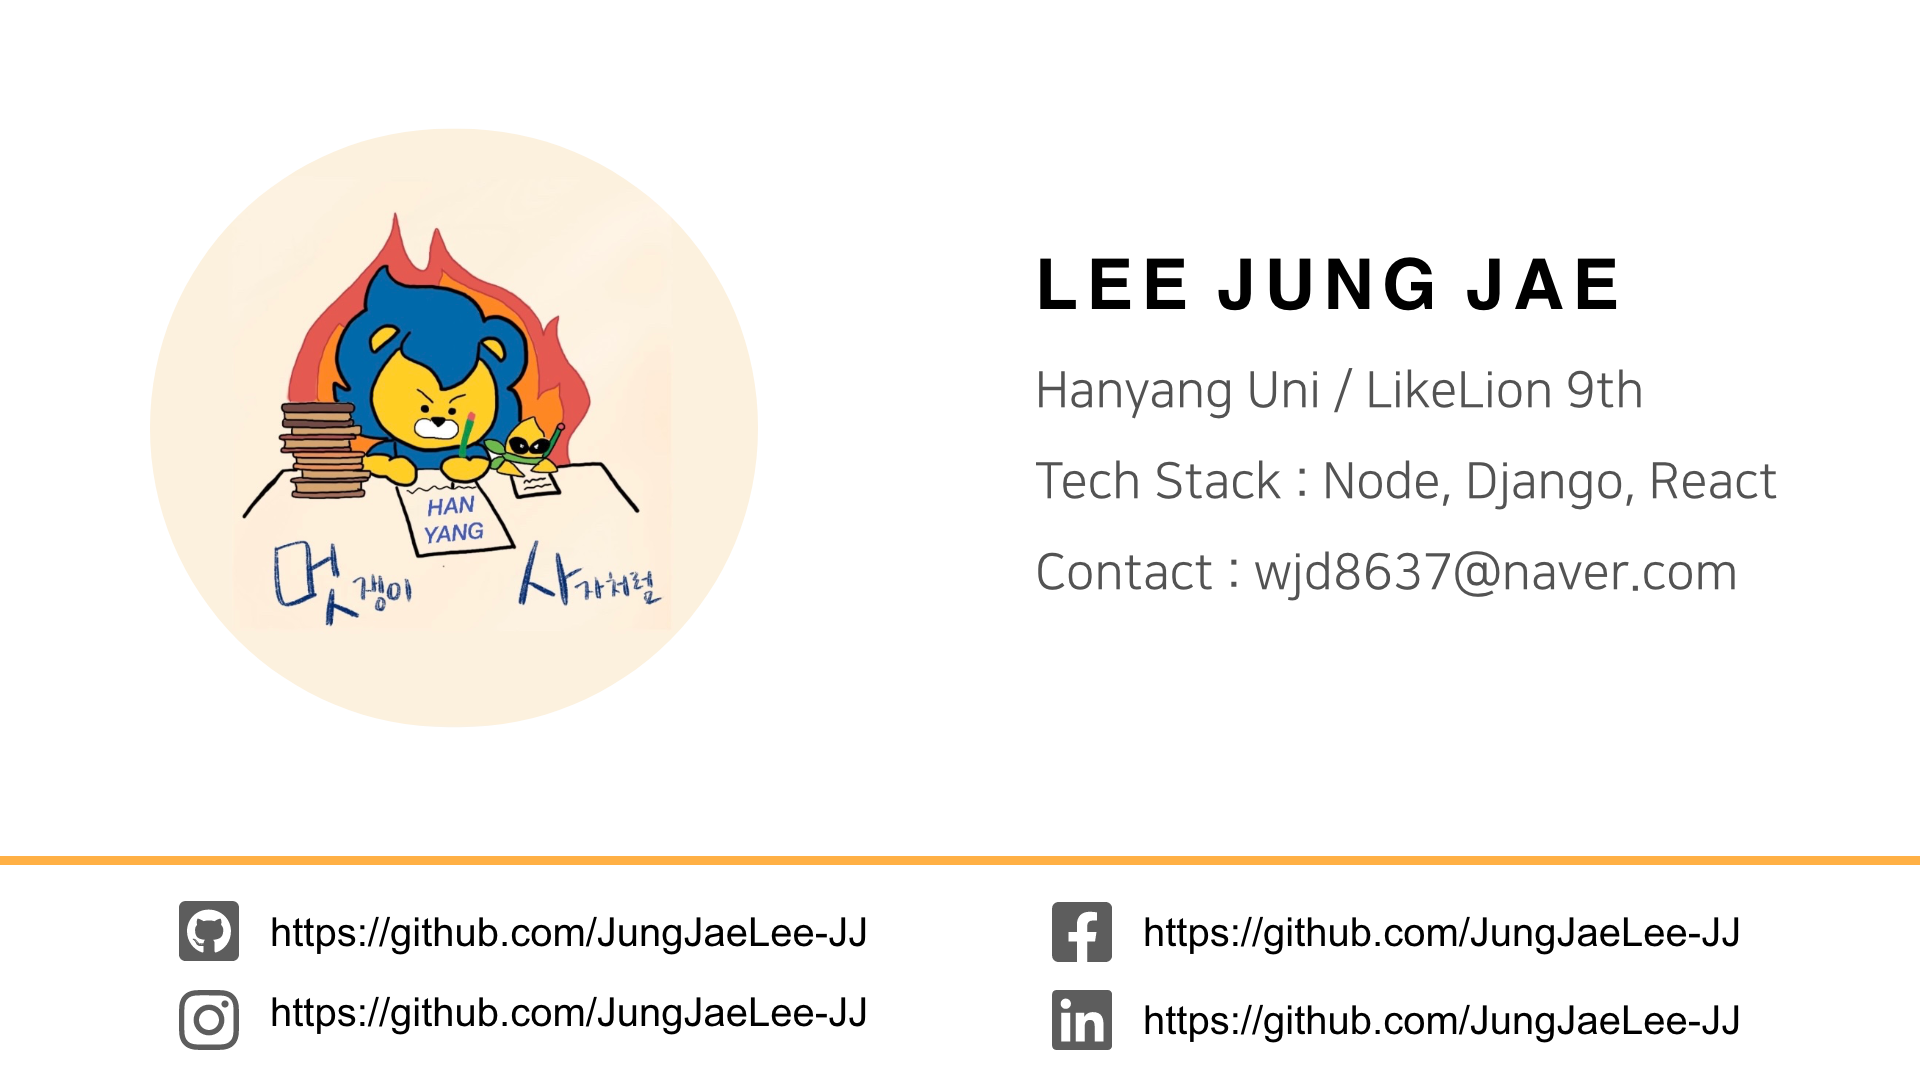 HAN
YANG
멋쟁이 사자처럼
LEE JUNG JAE
Hanyang Uni / LikeLion 9th
Tech Stack : Node, Django, React
Contact : wjd8637@naver.com
https://github.com/JungJaeLee-JJ
https://github.com/JungJaeLee-JJ
https://github.com/JungJaeLee-JJ
https://github.com/JungJaeLee-JJ